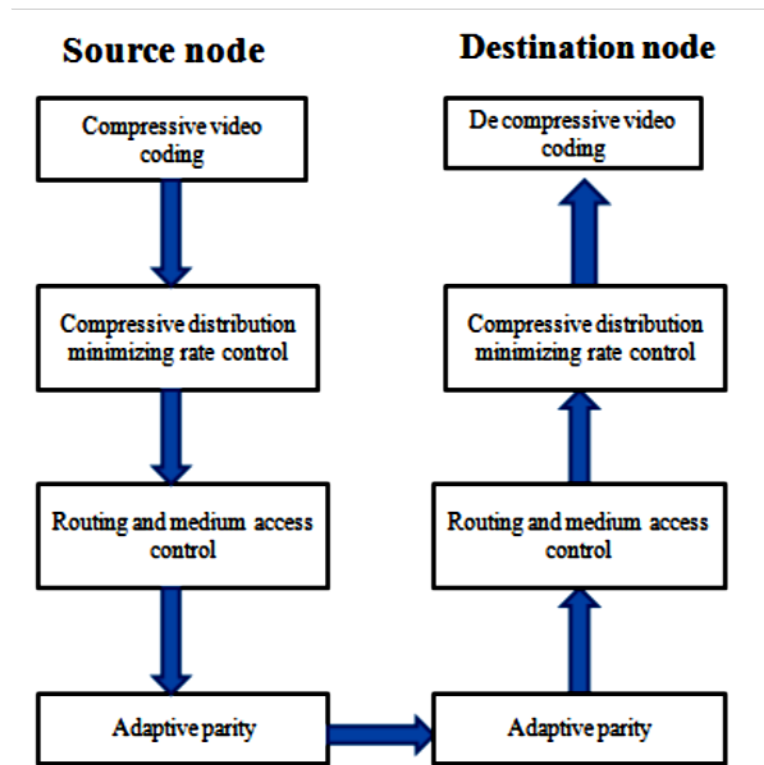 Source node
Compressive video
coding
Compressive distribution
minimizing rate control
Routing and medium access
control
Adaptive parity
Destination node
De compressive video
coding
Compressive distribution
minimizing rate control
Routing and medium access
control
Adaptive parity